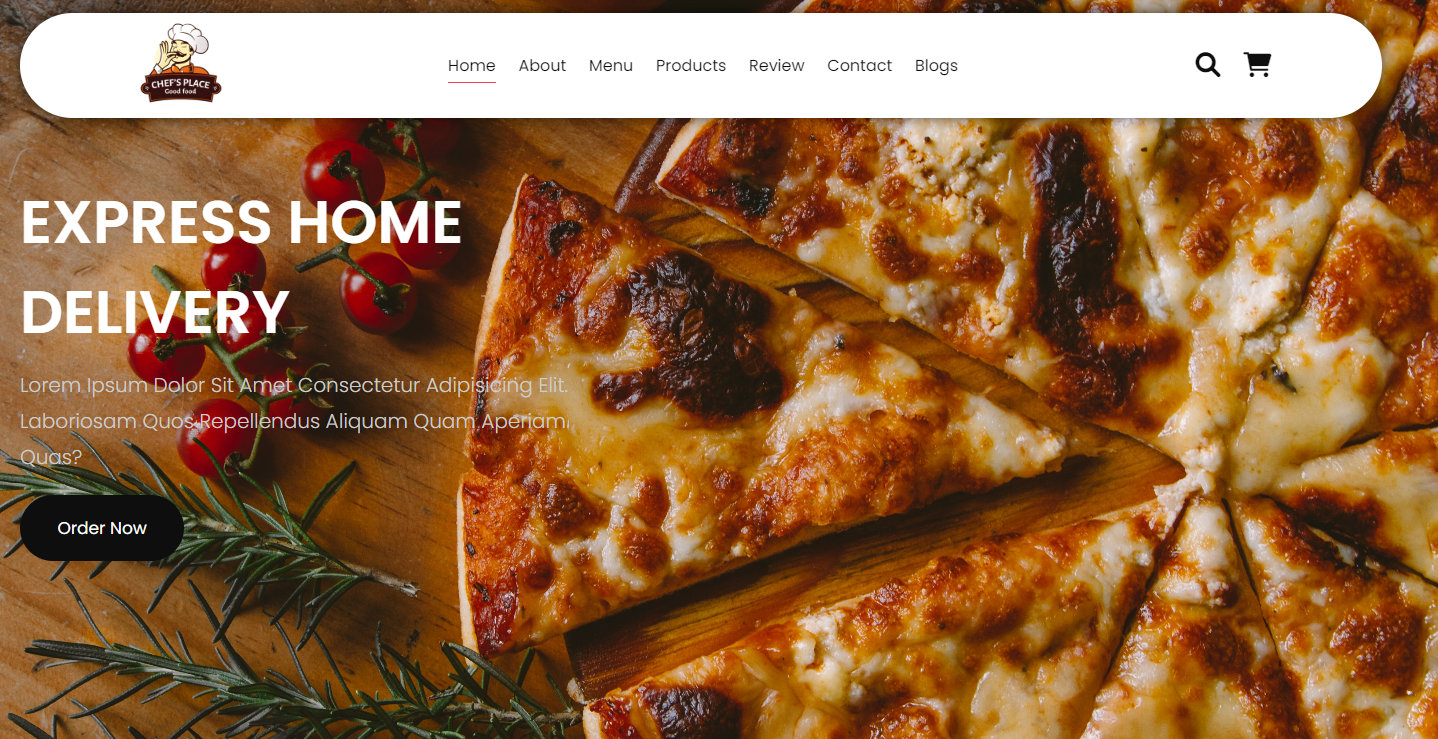 CHEF'S PLACE
Good food
Home About Menu Products Review Contact Blogs
EXPRESS HOME
DELIVERY
Lorem Ipsum Dolor Sit Amet Consectetur Adipisicing Elit.
Laboriosam Quos Repellendus Aliquam Quam Aperiam,
Quas?
Order Now